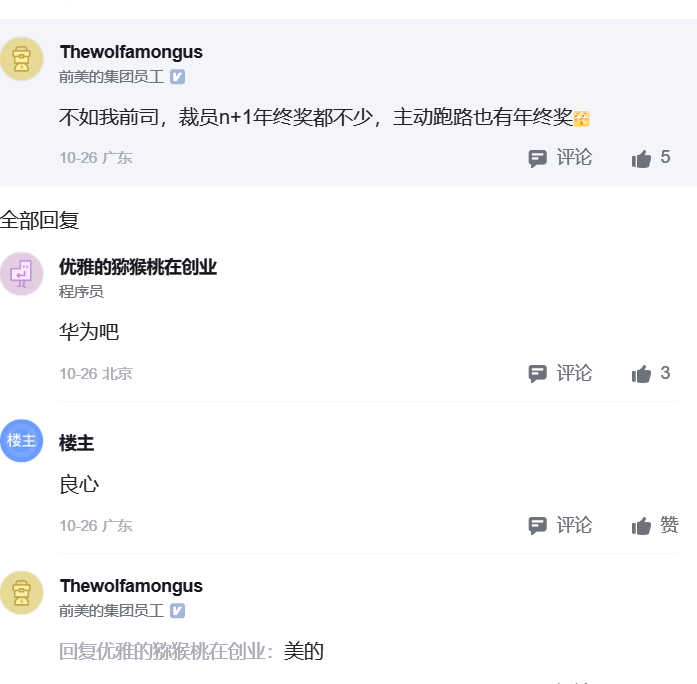 Thewolfamongus
前美的集团员工
不如我前司，裁员n+1年终奖都不少，主动跑路也有年终奖
10-26 广东
评论
5
全部回复
优雅的猕猴桃在创业
程序员
华为吧
10-26 北京
评论
3
楼主
楼主
良心
10-26 广东
评论
赞
Thewolfamongus
前美的集团员工
回复优雅的猕猴桃在创业：美的